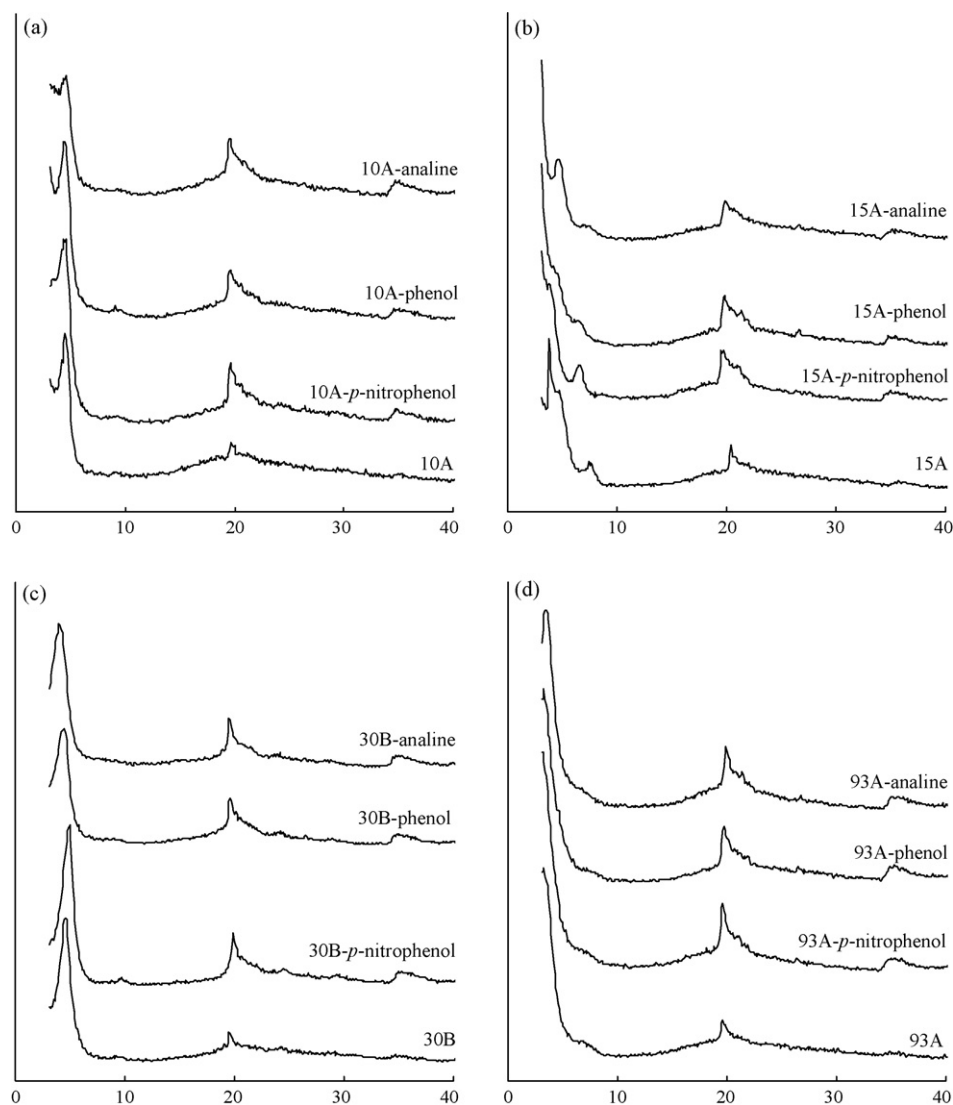 (a)
10A-analine
10A-phenol
10A-p-nitrophenol
10A
0 10 20 30 40
(b)
15A-analine
15A-phenol
15A-p-nitrophenol
15A
0 10 20 30 40
(c)
30B-analine
30B-phenol
30B-p-nitrophenol
30B
0 10 20 30 40
(d)
93A-analine
93A-phenol
93A-p-nitrophenol
93A
0 10 20 30 40